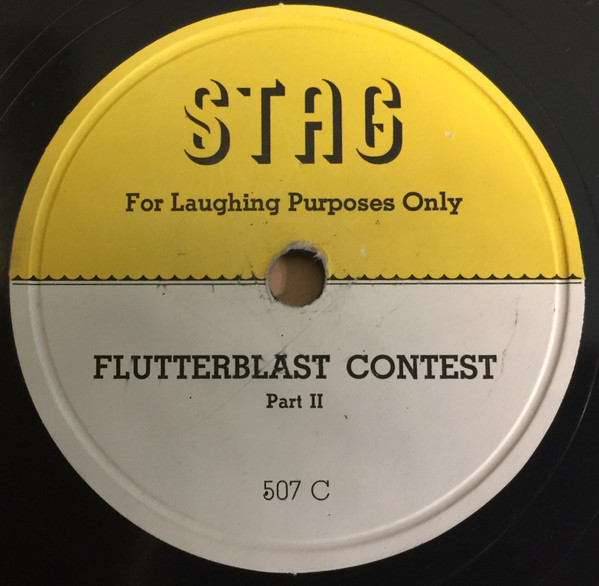 STAG
For Laughing Purposes Only
FLUTTERBLAST CONTEST
Part II
507 C